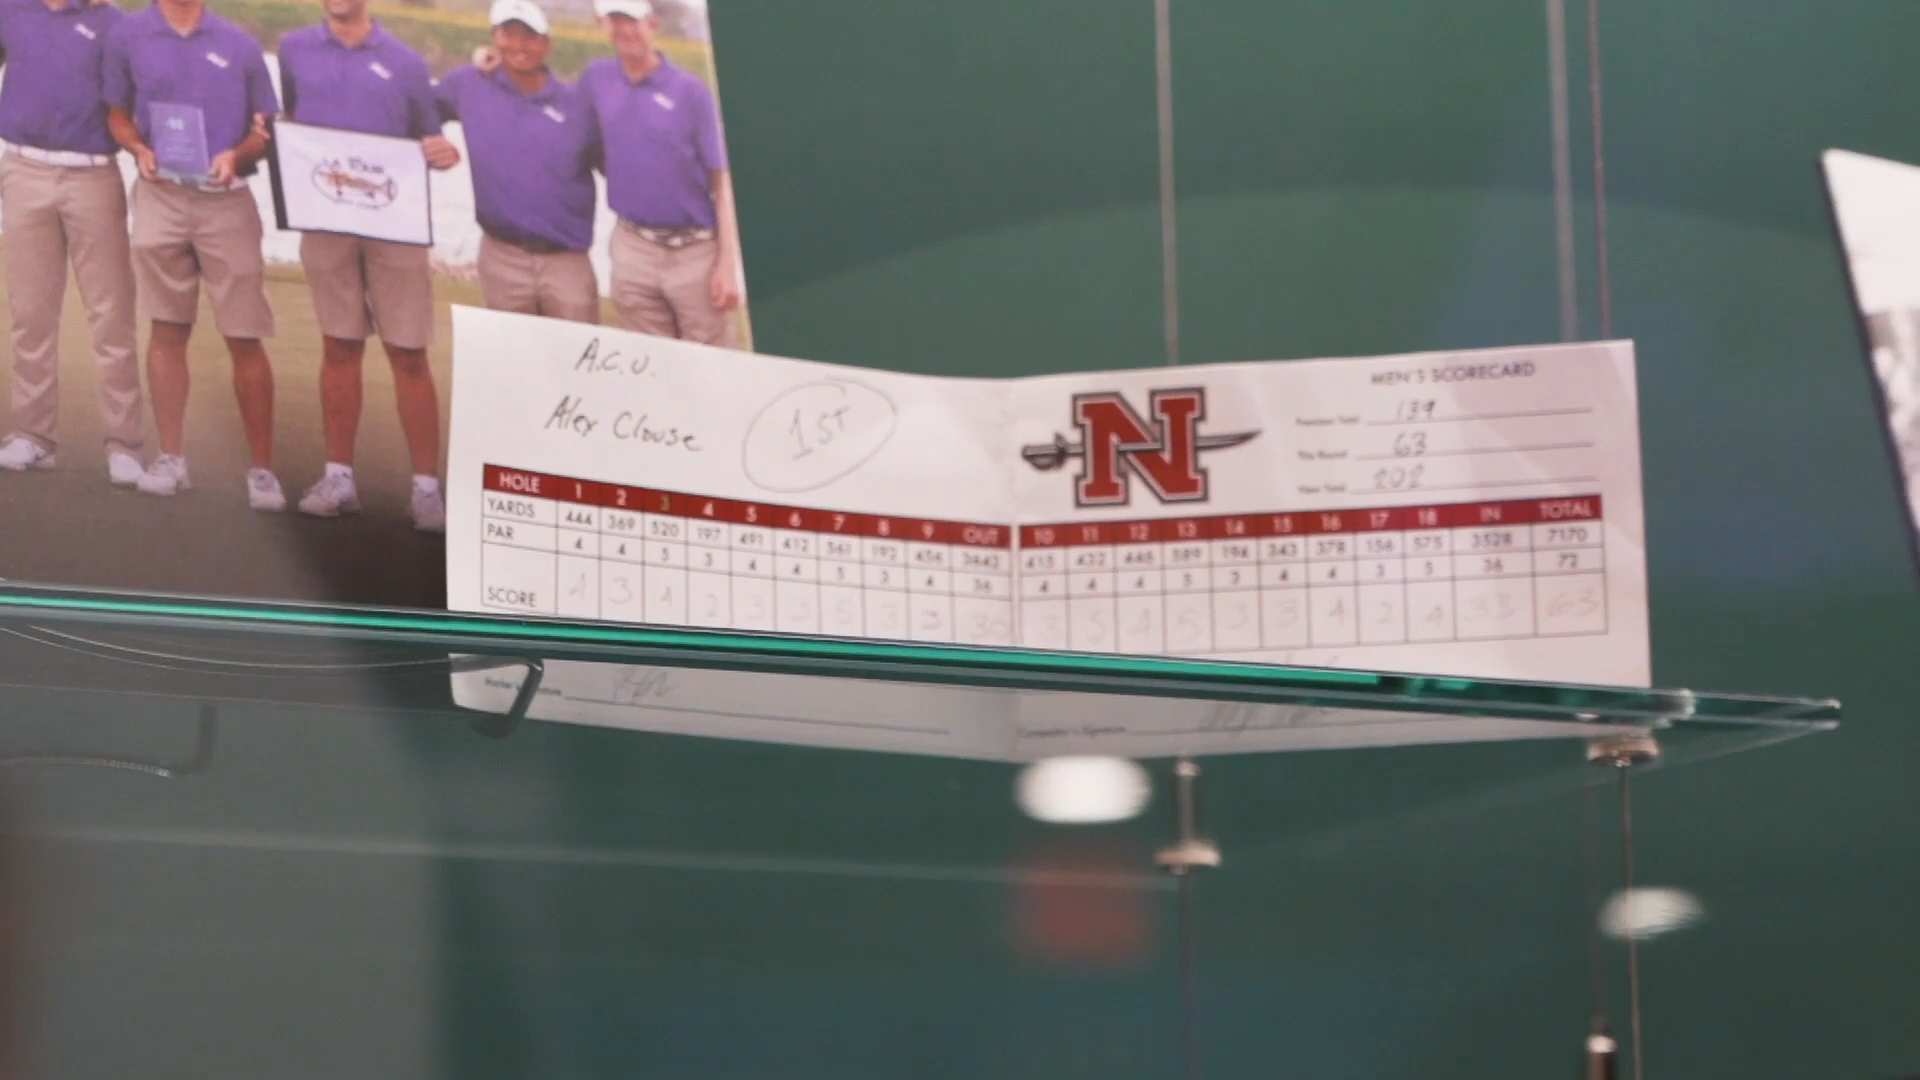 A.C.U.
Alex Clouse
1ST
N
MEN'S SCORECARD
139
63
202
HOLE 1 2 3 4 5 6 7 8 9 OUT 10 11 12 13 14 15 16 17 18 IN TOTAL
YARDS 444 369 520 197 491 412 561 192 456 3642 415 432 445 589 194 343 378 156 575 3528 7170
PAR 4 4 5 3 4 4 5 3 4 36 4 4 4 5 3 4 4 3 5 36 72
SCORE 4 3 4 2 3 3 5 3 3 30 3 5 4 5 3 3 4 2 4 33 63